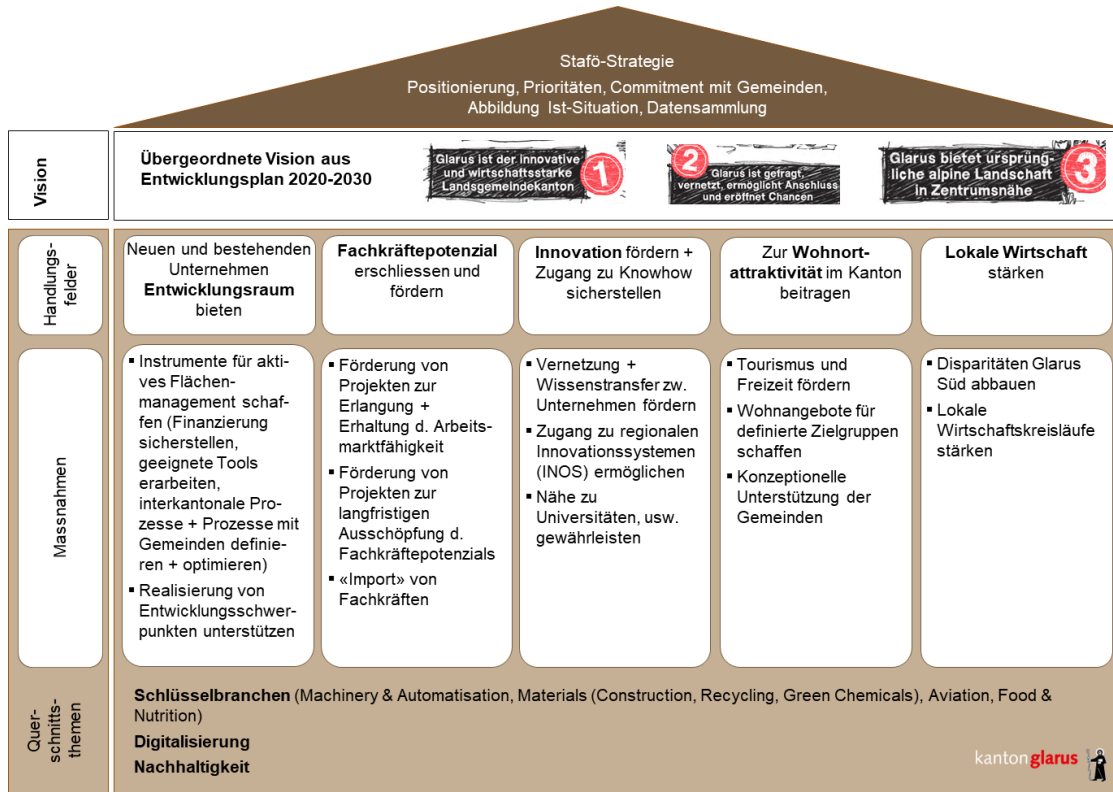 Stafö-Strategie
Positionierung, Prioritäten, Commitment mit Gemeinden,
Abbildung Ist-Situation, Datensammlung
Vision
Übergeordnete Vision aus
Entwicklungsplan 2020-2030
Glarus ist der innovative
und wirtschaftsstarke
Landsgemeindekanton
1
2
Glarus ist gefragt,
vernetzt, ermöglicht Anschluss
und eröffnet Chancen
Glarus bietet ursprüng-
liche alpine Landschaft
in Zentrumsnähe
3
Handlungs-
felder
Neuen und bestehenden
Unternehmen
Entwicklungsraum
bieten
Fachkräftepotenzial
erschliessen und
fördern
Innovation fördern +
Zugang zu Knowhow
sicherstellen
Zur Wohnort-
attraktivität im Kanton
beitragen
Lokale Wirtschaft
stärken
Massnahmen
▪ Instrumente für akti-
ves Flächen-
management schaf-
fen (Finanzierung
sicherstellen,
geeignete Tools
erarbeiten,
interkantonale Pro-
zesse + Prozesse mit
Gemeinden definie-
ren + optimieren)
▪ Realisierung von
Entwicklungsschwer-
punkten unterstützen
▪ Förderung von
Projekten zur
Erlangung +
Erhaltung d. Arbeits-
marktfähigkeit
▪ Förderung von
Projekten zur
langfristigen
Ausschöpfung d.
Fachkräftepotenzials
▪ «Import» von
Fachkräften
▪ Vernetzung +
Wissenstransfer zw.
Unternehmen fördern
▪ Zugang zu regionalen
Innovationssystemen
(INOS) ermöglichen
▪ Nähe zu
Universitäten, usw.
gewährleisten
▪ Tourismus und
Freizeit fördern
▪ Wohnangebote für
definierte Zielgruppen
schaffen
▪ Konzeptionelle
Unterstützung der
Gemeinden
▪ Disparitäten Glarus
Süd abbauen
▪ Lokale
Wirtschaftskreisläufe
stärken
Quer-
schnitts-
themen
Schlüsselbranchen (Machinery & Automatisation, Materials (Construction, Recycling, Green Chemicals), Aviation, Food &
Nutrition)
Digitalisierung
Nachhaltigkeit
kantonglarus